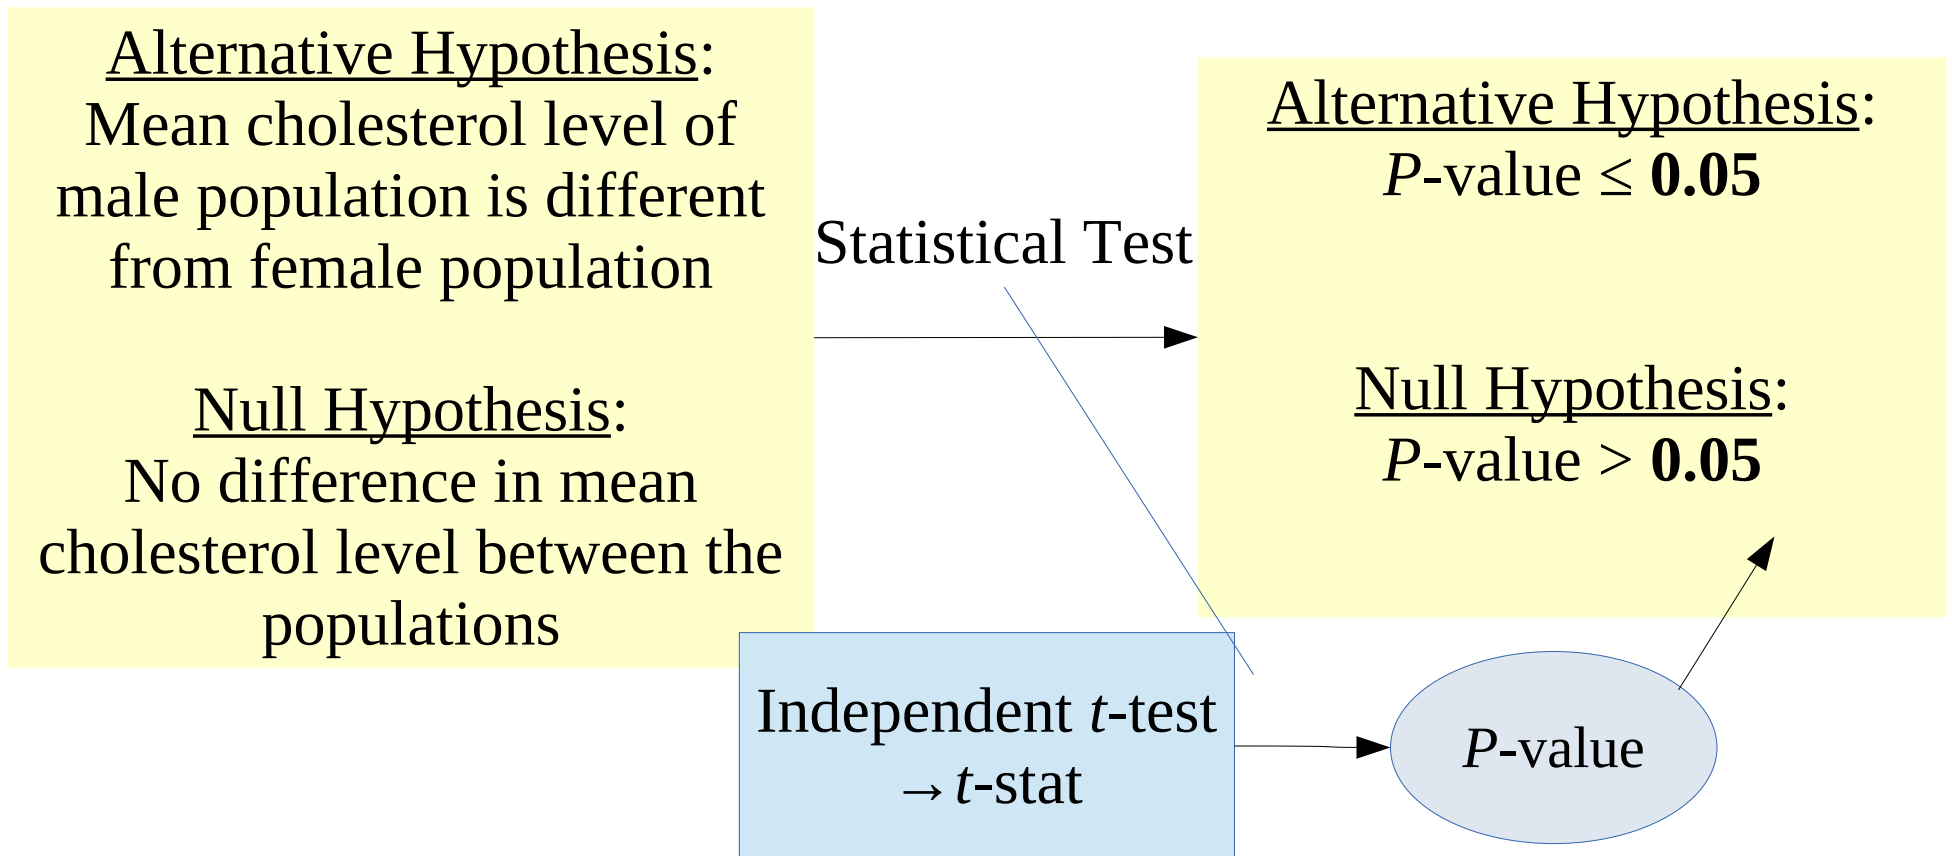 Alternative Hypothesis:
Mean cholesterol level of
male population is different
from female population
Null Hypothesis:
No difference in mean
cholesterol level between the
populations
Statistical Test
Alternative Hypothesis:
P-value ≤ 0.05
Null Hypothesis:
P-value > 0.05
Independent t-test
→t-stat
P-value